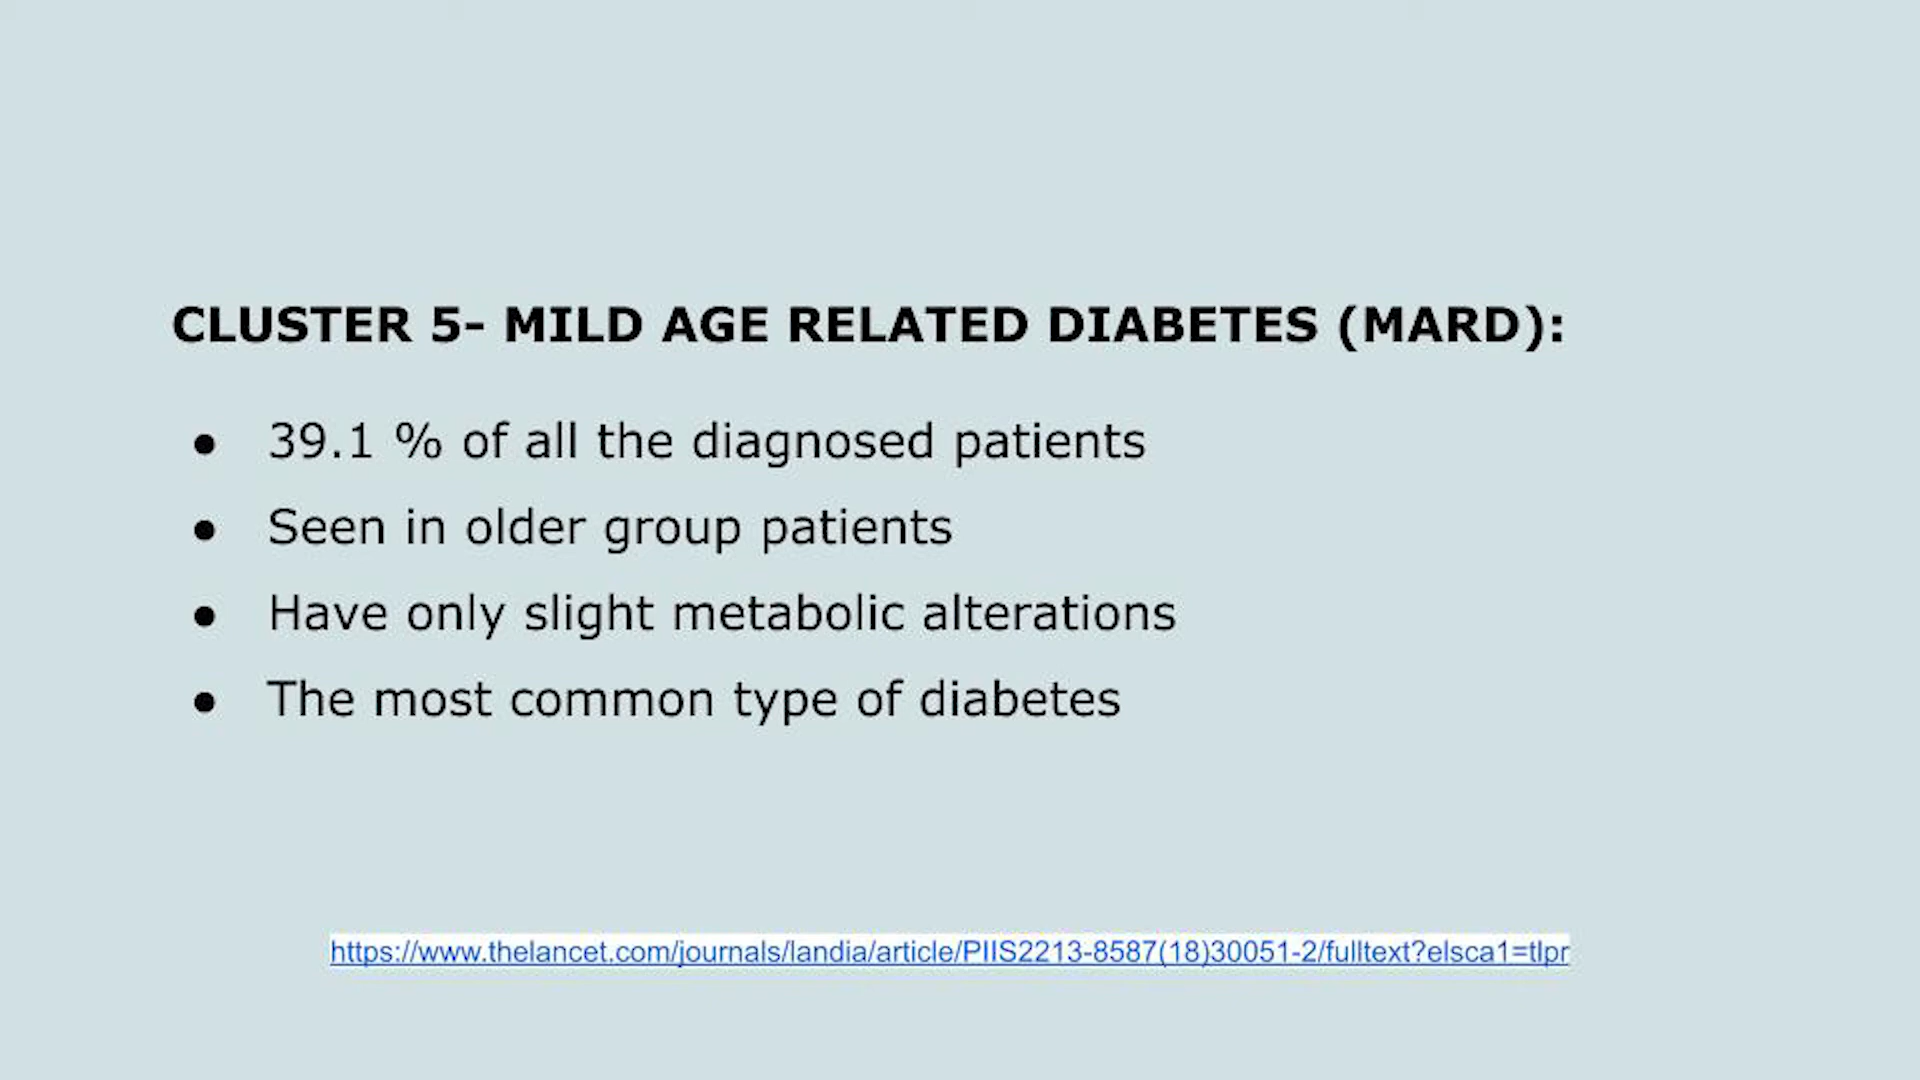 CLUSTER 5- MILD AGE RELATED DIABETES (MARD):
● 39.1 % of all the diagnosed patients
● Seen in older group patients
● Have only slight metabolic alterations
● The most common type of diabetes
https://www.thelancet.com/journals/landia/article/PIIS2213-8587(18)30051-2/fulltext?elsca1=tlpr